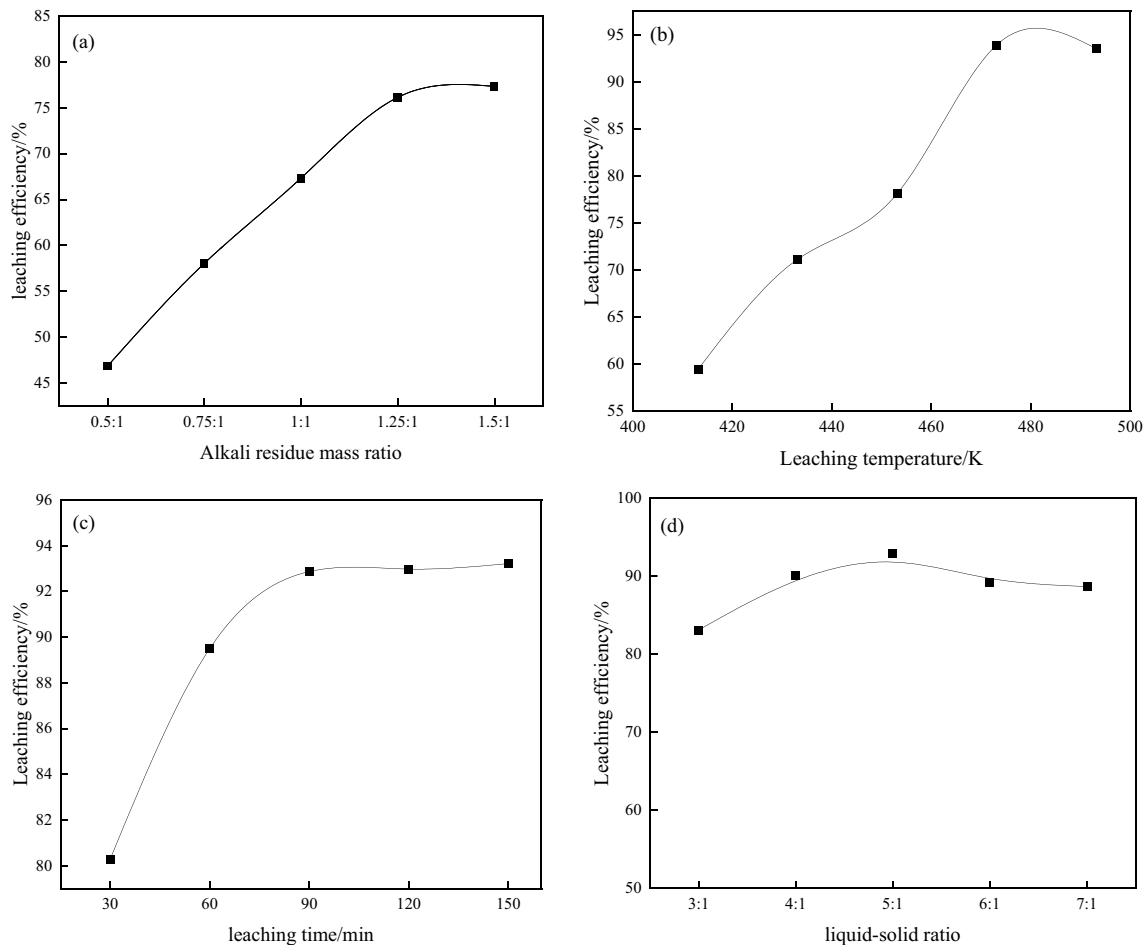 (a)
85
80
75
70
65
60
55
50
45
leaching efficiency/%
0.5:1 0.75:1 1:1 1.25:1 1.5:1
Alkali residue mass ratio
(b)
95
90
85
80
75
70
65
60
55
Leaching efficiency/%
400 420 440 460 480 500
Leaching temperature/K
(c)
96
94
92
90
88
86
84
82
80
Leaching efficiency/%
30 60 90 120 150
leaching time/min
(d)
100
90
80
70
60
50
Leaching efficiency/%
3:1 4:1 5:1 6:1 7:1
liquid-solid ratio